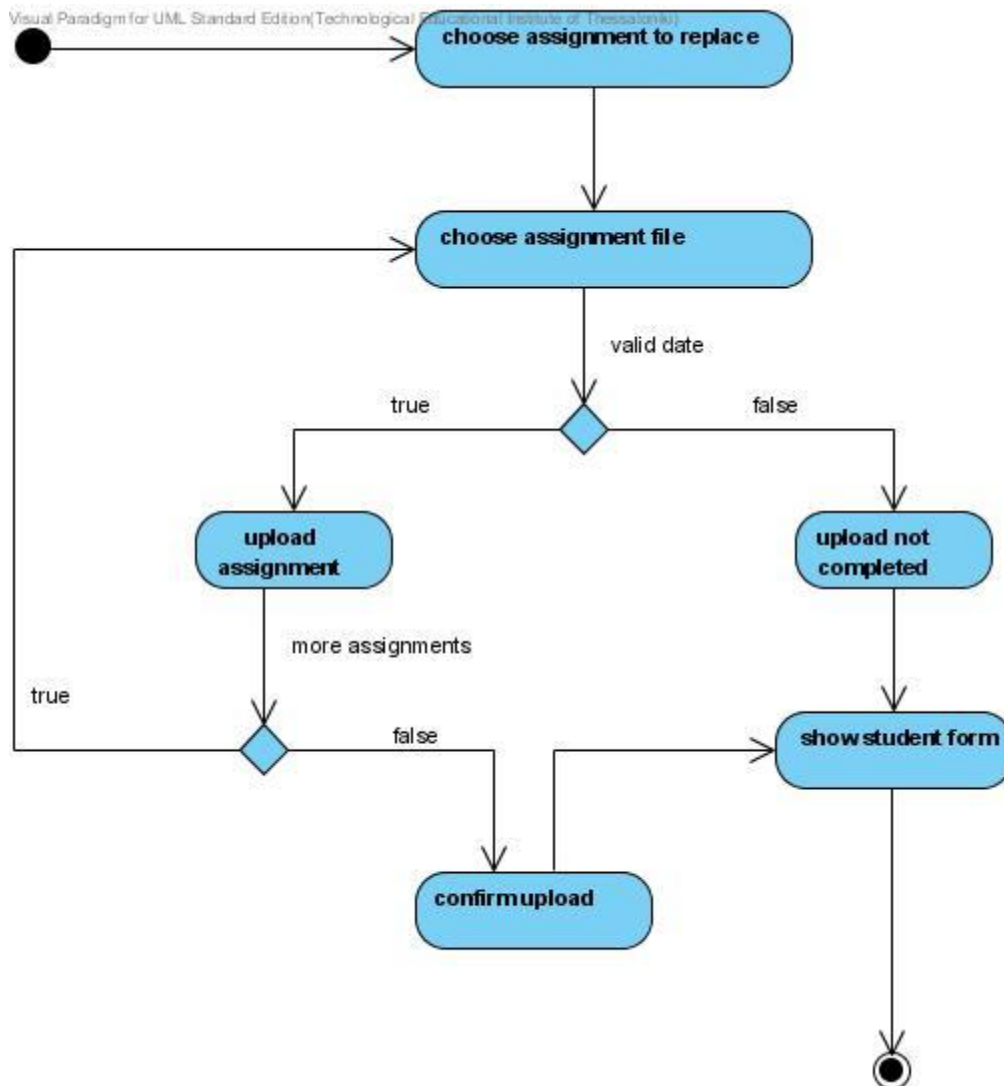 Visual Paradigm for UML Standard Edition(Technological Educational Institute of Thessaloniki)
choose assignment to replace
choose assignment file
valid date
true
false
upload
assignment
upload not
completed
more assignments
true
false
show student form
confirm upload